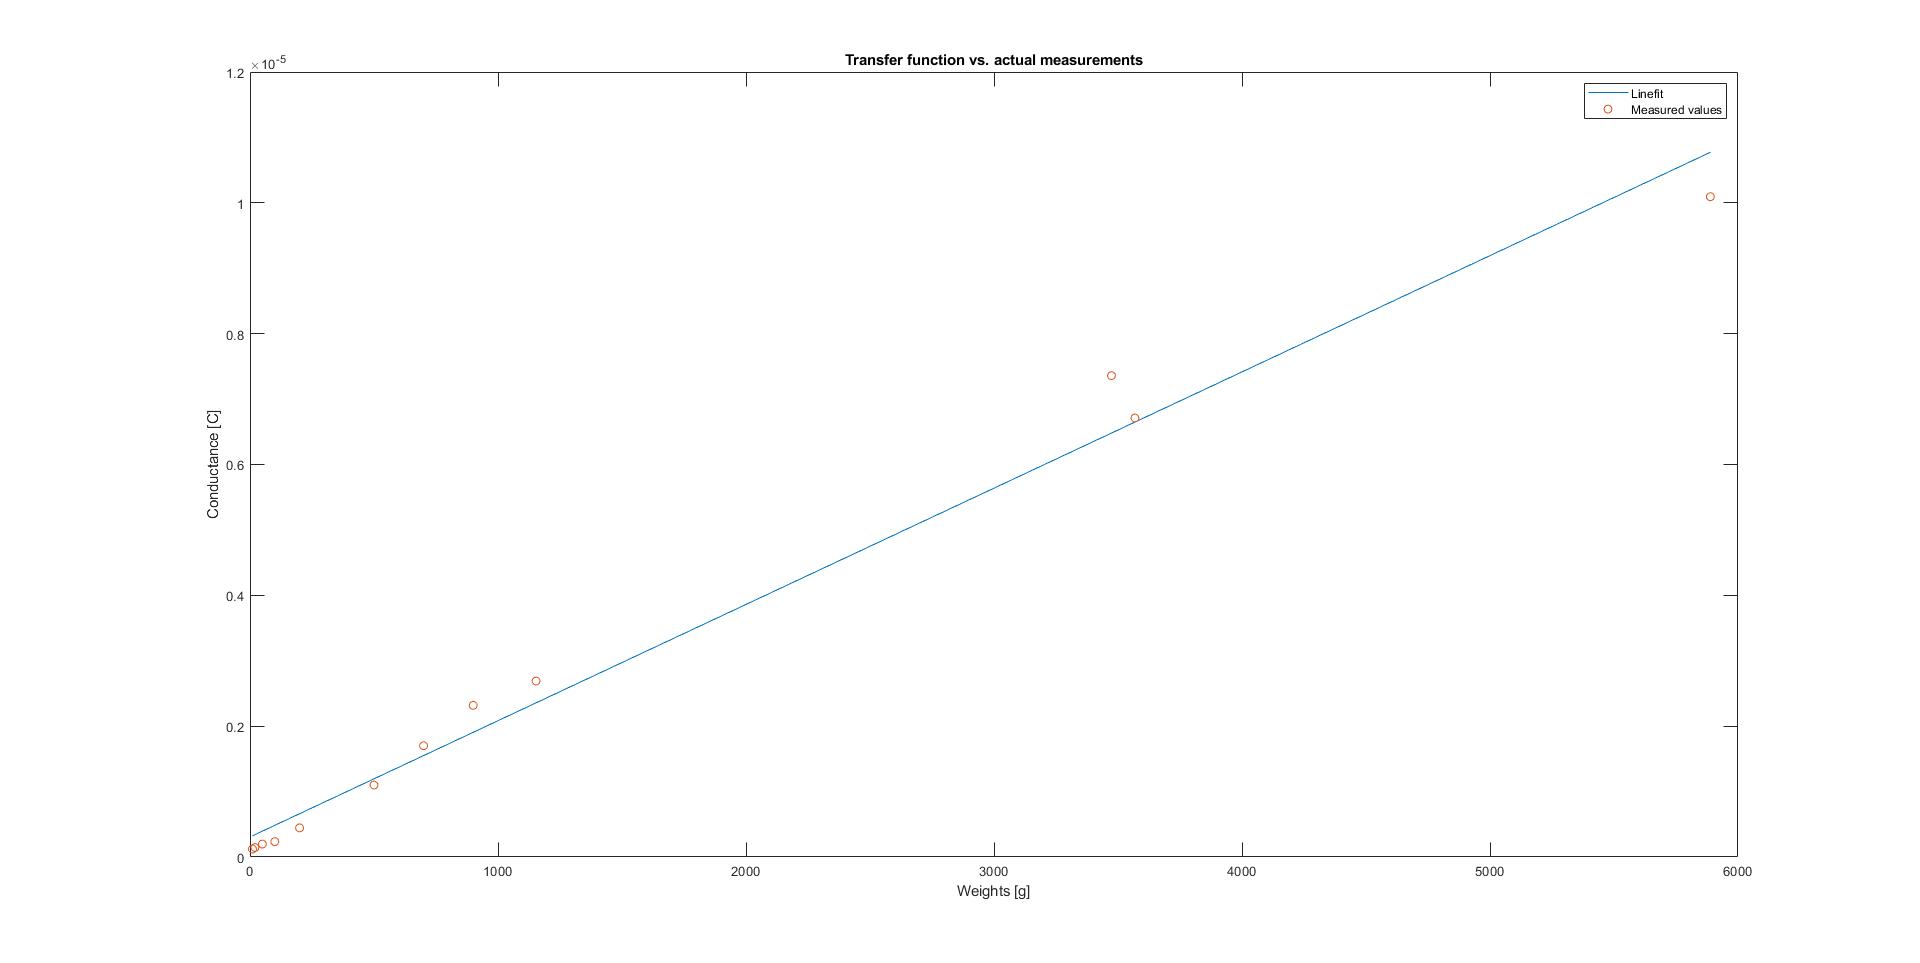 Transfer function vs. actual measurements
×10-5
1.2
1
0.8
0.6
0.4
0.2
0
Conductance [C]
Linefit
Measured values
0 1000 2000 3000 4000 5000 6000
Weights [g]